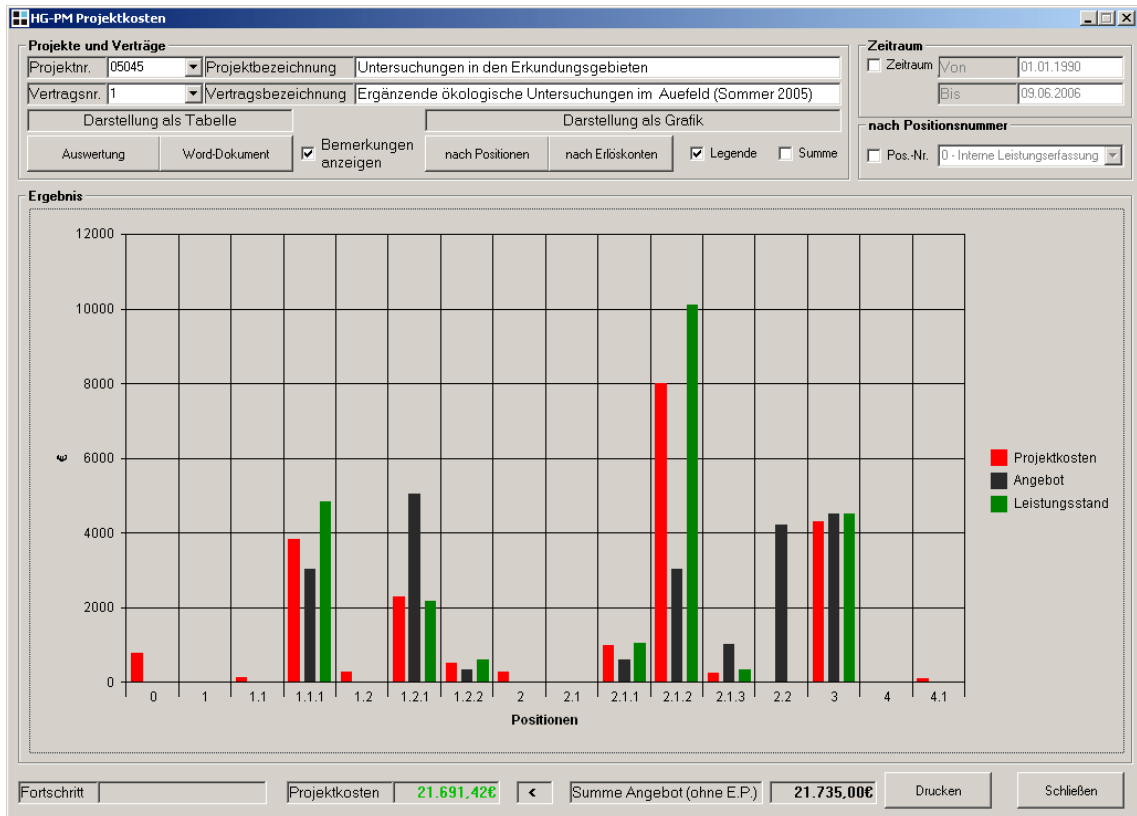 HG-PM Projektkosten
Projekte und Verträge
Projektnr. 05045 Projektbezeichnung Untersuchungen in den Erkundungsgebieten
Vertragsnr. 1 Vertragsbezeichnung Ergänzende ökologische Untersuchungen im Auefeld (Sommer 2005)
Darstellung als Tabelle Darstellung als Grafik
Auswertung Word-Dokument Bemerkungen anzeigen nach Positionen nach Erlöskonten Legende Summe
Zeitraum
Zeitraum Von 01.01.1990
Bis 09.06.2006
nach Positionsnummer
Pos.-Nr. 0 - Interne Leistungserfassung
Ergebnis
12000
10000
8000
6000
4000
2000
0
€
0 1 1.1 1.1.1 1.2 1.2.1 1.2.2 2 2.1 2.1.1 2.1.2 2.1.3 2.2 3 4 4.1
Positionen
Projektkosten
Angebot
Leistungsstand
Fortschritt Projektkosten 21.691,42€ < Summe Angebot (ohne E.P.) 21.735,00€ Drucken Schließen